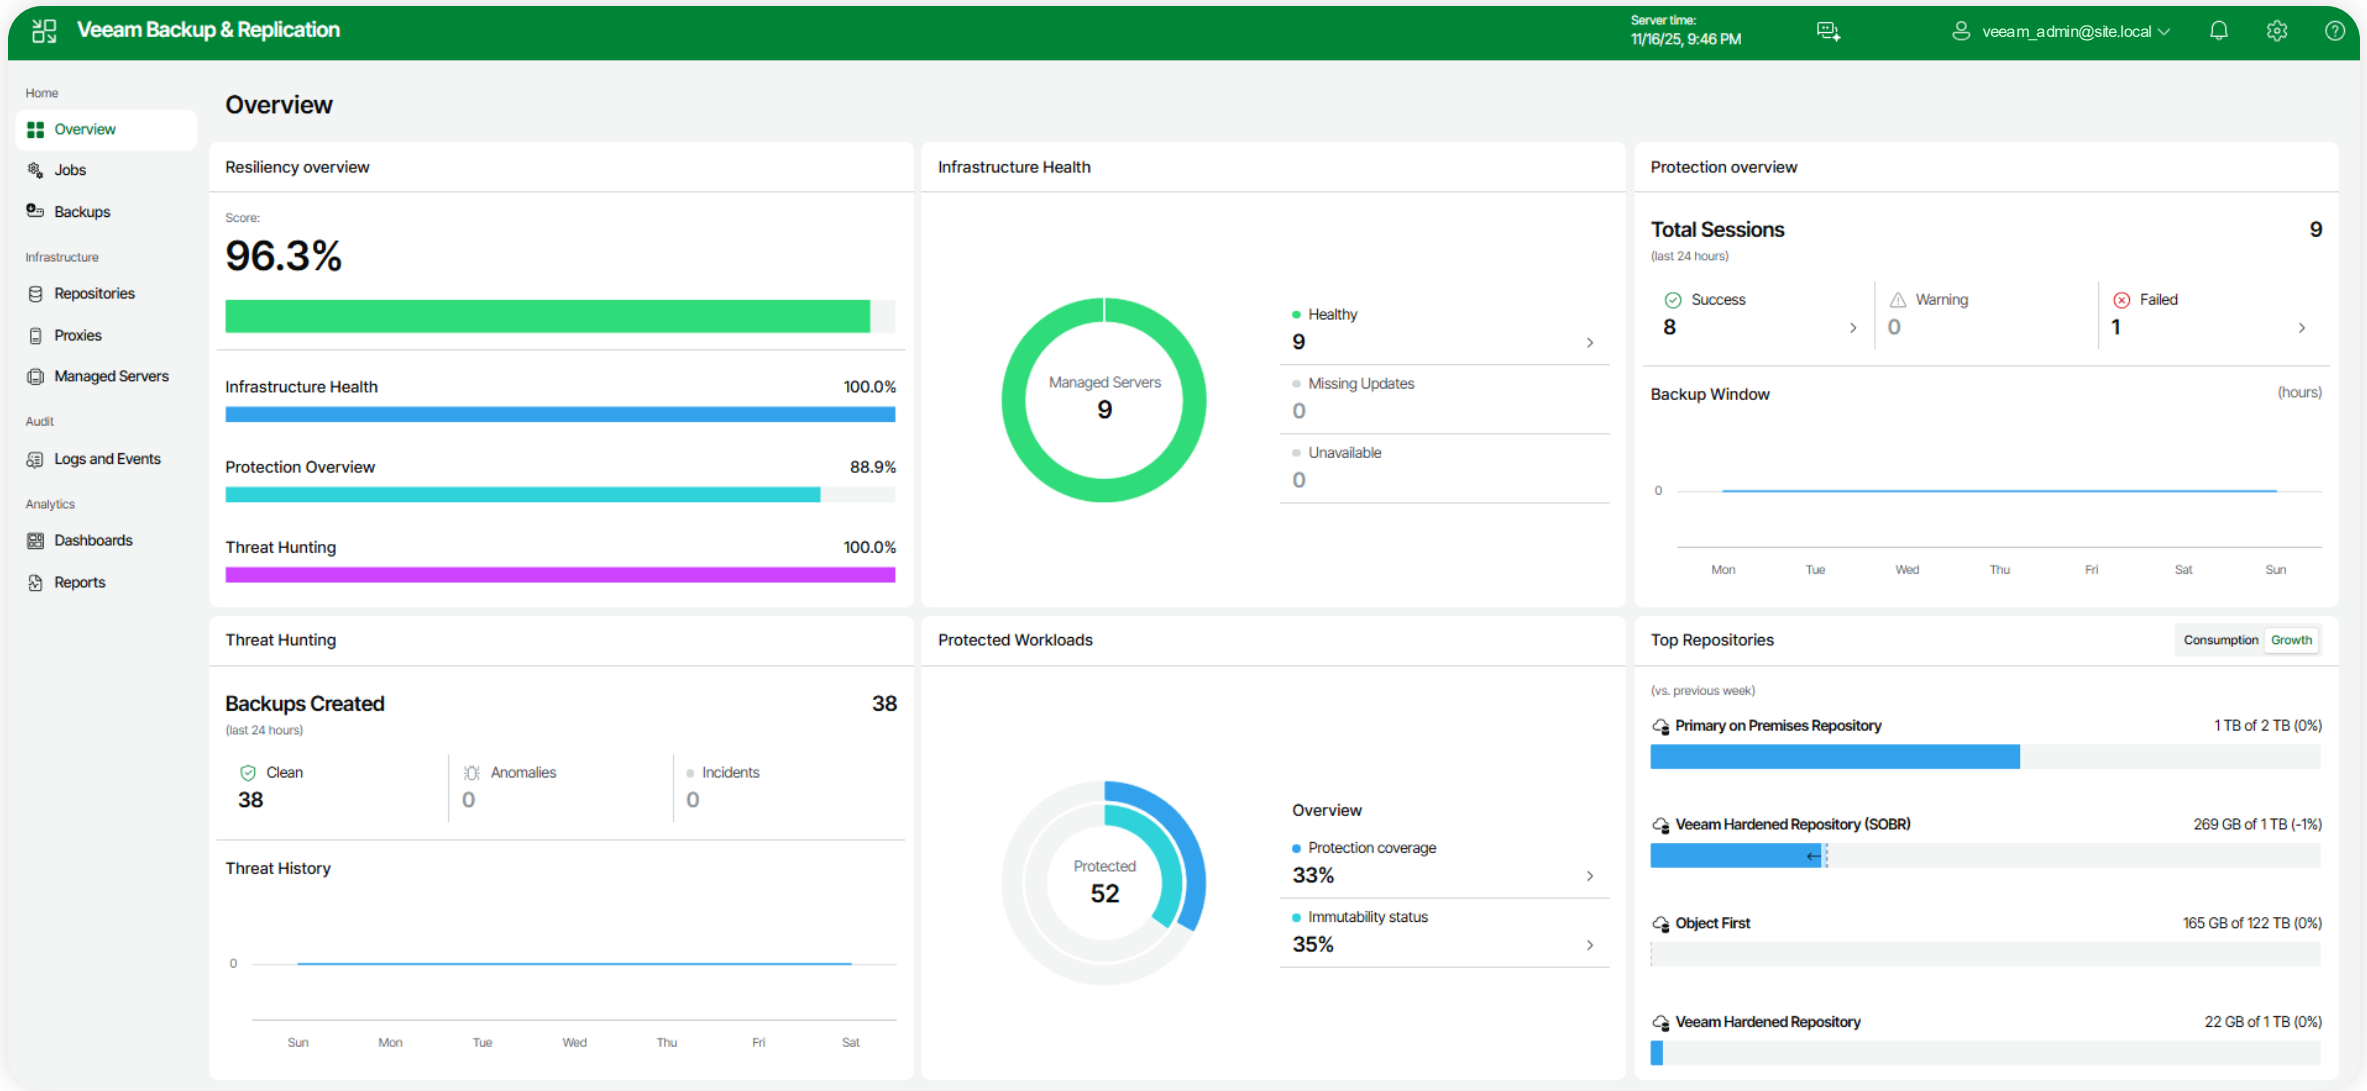 Veeam Backup & Replication
Server time:
11/16/25, 9:46 PM
veeam_admin@site.local
Home
Overview
Jobs
Backups
Infrastructure
Repositories
Proxies
Managed Servers
Audit
Logs and Events
Analytics
Dashboards
Reports
Overview
Resiliency overview
Score:
96.3%
Infrastructure Health 100.0%
Protection Overview 88.9%
Threat Hunting 100.0%
Infrastructure Health
Managed Servers
9
Healthy
9
Missing Updates
0
Unavailable
0
Protection overview
Total Sessions 9
(last 24 hours)
Success
8
Warning
0
Failed
1
Backup Window (hours)
0
Mon Tue Wed Thu Fri Sat Sun
Threat Hunting
Backups Created 38
(last 24 hours)
Clean
38
Anomalies
0
Incidents
0
Threat History
0
Sun Mon Tue Wed Thu Fri Sat
Protected Workloads
Protected
52
Overview
Protection coverage
33%
Immutability status
35%
Top Repositories Consumption Growth
(vs. previous week)
Primary on Premises Repository 1 TB of 2 TB (0%)
Veeam Hardened Repository (SOBR) 269 GB of 1 TB (-1%)
Object First 165 GB of 122 TB (0%)
Veeam Hardened Repository 22 GB of 1 TB (0%)